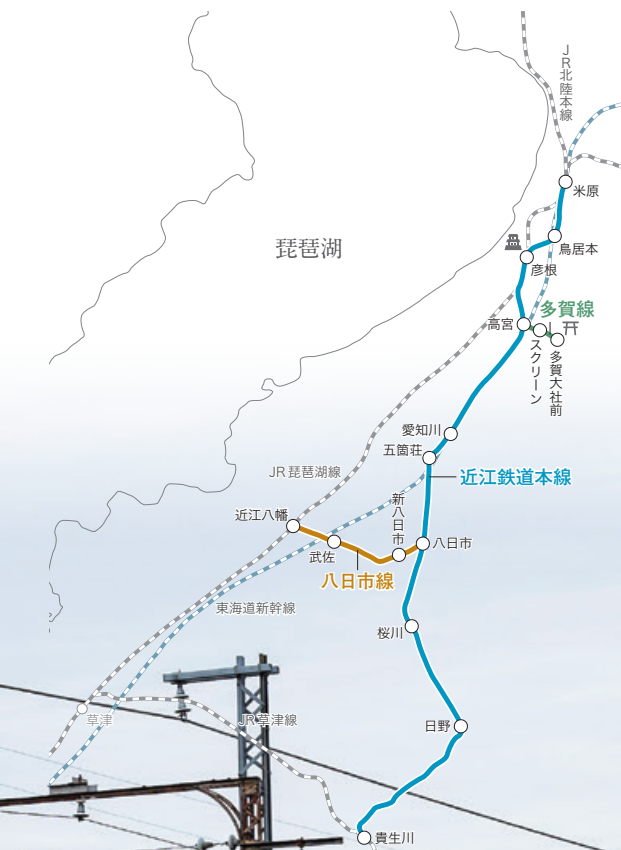 JR北陸本線
米原
鳥居本
琵琶湖
彦根
多賀線
高宮
スクリーン
多賀大社前
愛知川
五箇荘
JR琵琶湖線
近江鉄道本線
新八日市
近江八幡
八日市
武佐
八日市線
東海道新幹線
桜川
草津
JR草津線
日野
貴生川